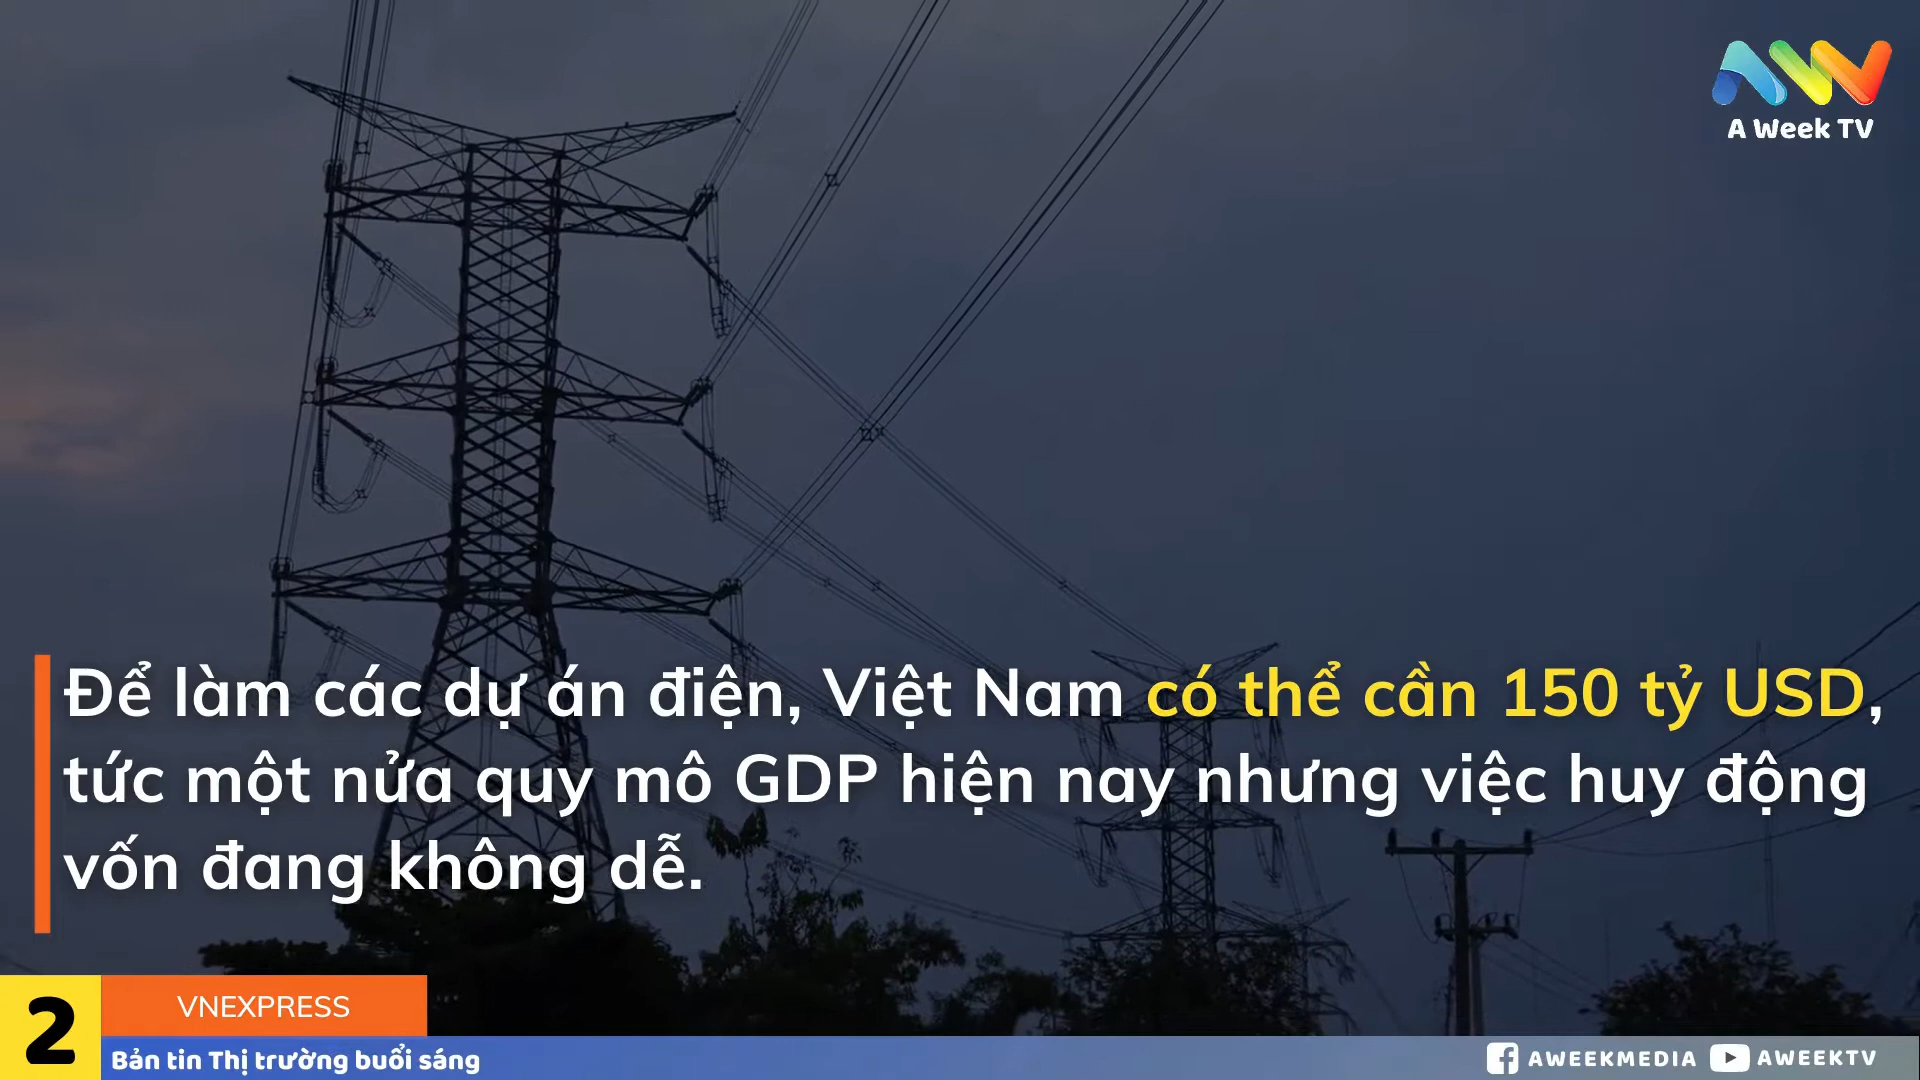 A Week TV
Để làm các dự án điện, Việt Nam có thể cần 150 tỷ USD,
tức một nửa quy mô GDP hiện nay nhưng việc huy động
vốn đang không dễ.
2
VNEXPRESS
Bản tin Thị trường buổi sáng
AWEEKMEDIA
AWEEKTV